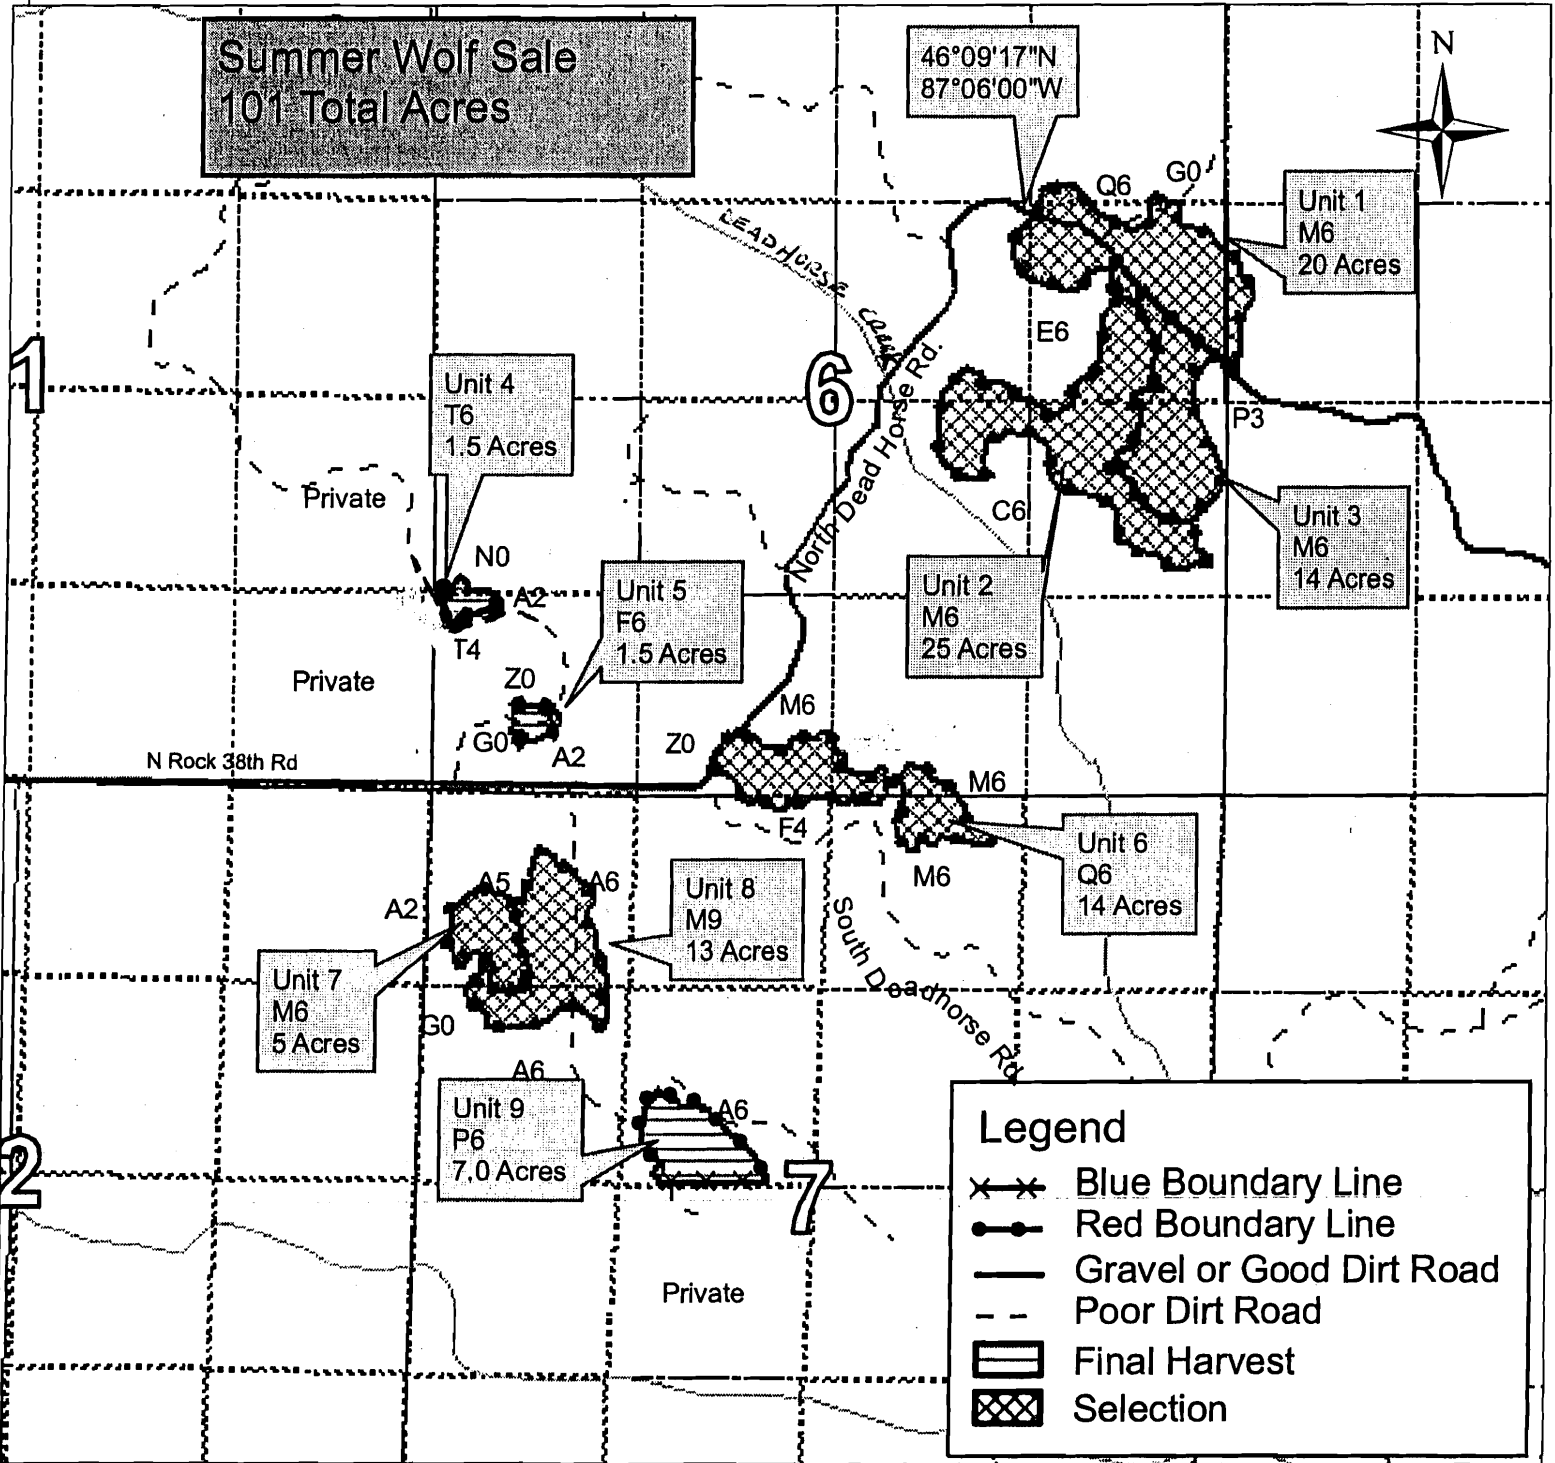 Summer Wolf Sale
101 Total Acres
46°09'17"N
87°06'00"W
N
Q6
G0
Unit 1
M6
20 Acres
DEADHORSE CREEK
E6
1
6
North Dead Horse Rd.
P3
Unit 4
T6
1.5 Acres
Private
C6
Unit 3
M6
14 Acres
N0
A2
T4
Unit 5
F6
1.5 Acres
Unit 2
M6
25 Acres
Private
Z0
G0
A2
M6
Z0
N Rock 38th Rd
M6
F4
Unit 6
Q6
14 Acres
M6
A5
A6
A2
Unit 8
M9
13 Acres
South Deadhorse Rd
Unit 7
M6
5 Acres
G0
A6
Unit 9
P6
7.0 Acres
A6
2
7
Private
Legend
Blue Boundary Line
Red Boundary Line
Gravel or Good Dirt Road
Poor Dirt Road
Final Harvest
Selection